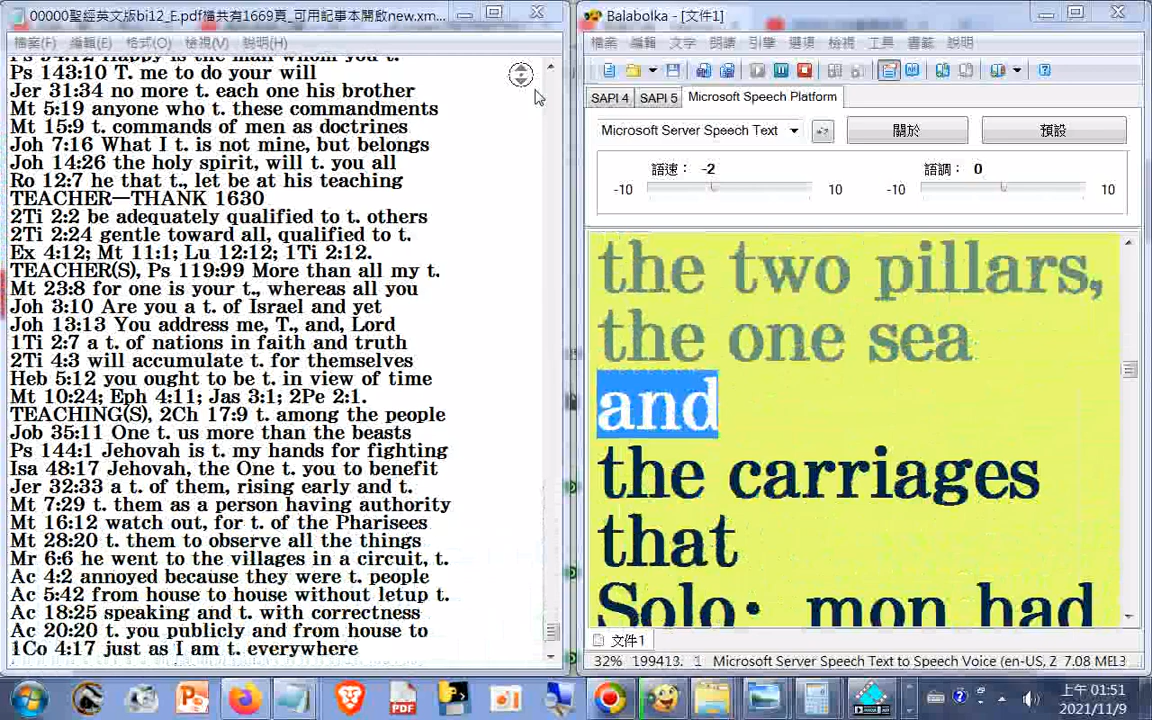 00000聖經英文版bi12_E.pdf檔共有1669頁_可用記事本開啟new.xm...
檔案(F) 編輯(E) 格式(O) 檢視(V) 說明(H)
Ps 143:10 T. me to do your will
Jer 31:34 no more t. each one his brother
Mt 5:19 anyone who t. these commandments
Mt 15:9 t. commands of men as doctrines
Joh 7:16 What I t. is not mine, but belongs
Joh 14:26 the holy spirit, will t. you all
Ro 12:7 he that t., let be at his teaching
TEACHER—THANK 1630
2Ti 2:2 be adequately qualified to t. others
2Ti 2:24 gentle toward all, qualified to t.
Ex 4:12; Mt 11:1; Lu 12:12; 1Ti 2:12.
TEACHER(S), Ps 119:99 More than all my t.
Mt 23:8 for one is your t., whereas all you
Joh 3:10 Are you a t. of Israel and yet
Joh 13:13 You address me, T., and, Lord
1Ti 2:7 a t. of nations in faith and truth
2Ti 4:3 will accumulate t. for themselves
Heb 5:12 you ought to be t. in view of time
Mt 10:24; Eph 4:11; Jas 3:1; 2Pe 2:1.
TEACHING(S), 2Ch 17:9 t. among the people
Job 35:11 One t. us more than the beasts
Ps 144:1 Jehovah is t. my hands for fighting
Isa 48:17 Jehovah, the One t. you to benefit
Jer 32:33 a t. of them, rising early and t.
Mt 7:29 t. them as a person having authority
Mt 16:12 watch out, for t. of the Pharisees
Mt 28:20 t. them to observe all the things
Mr 6:6 he went to the villages in a circuit, t.
Ac 4:2 annoyed because they were t. people
Ac 5:42 from house to house without letup t.
Ac 18:25 speaking and t. with correctness
Ac 20:20 t. you publicly and from house to
1Co 4:17 just as I am t. everywhere
Balabolka - [文件1]
檔案 編輯 文字 朗讀 引擎 選項 檢視 工具 書籤 說明
SAPI 4 SAPI 5 Microsoft Speech Platform
Microsoft Server Speech Text 關於 預設
語速： -2 語調： 0
-10 10 -10 10
the two pillars,
the one sea
and
the carriages
that
Solo· mon had
文件1
32% 199413: 1 Microsoft Server Speech Text to Speech Voice (en-US, Z 7.08 ME
上午 01:51
2021/11/9